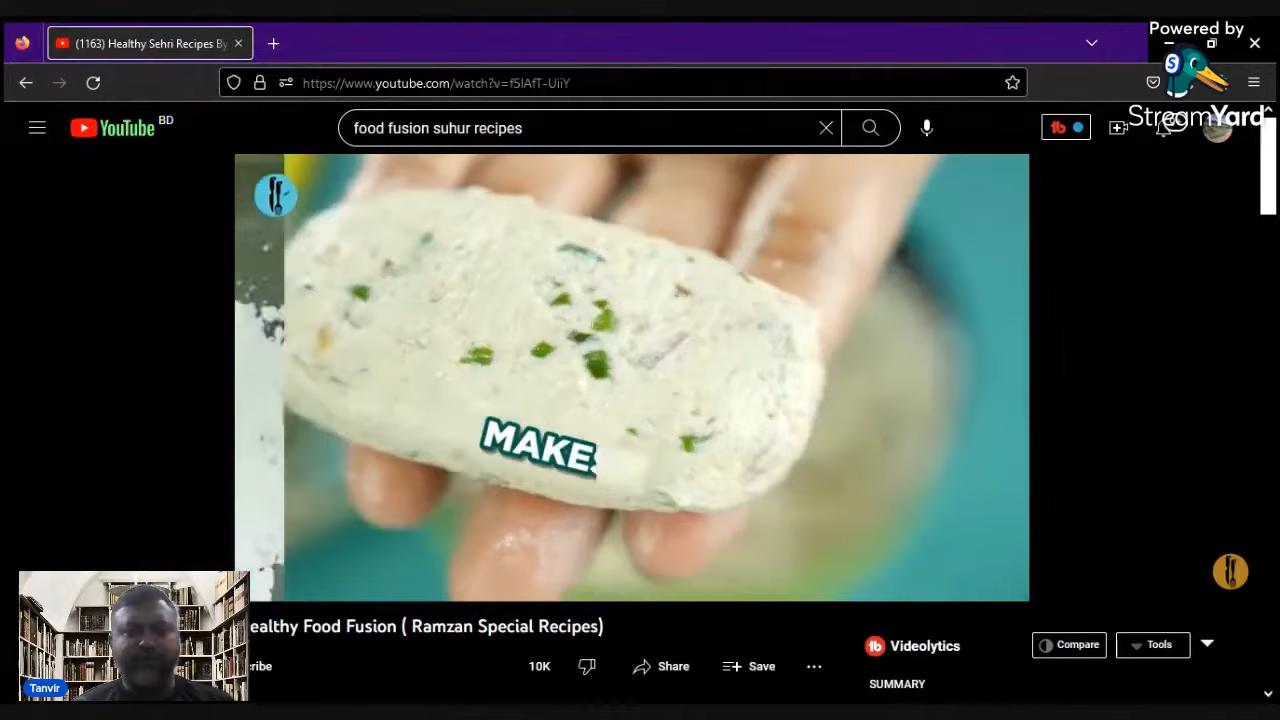 Powered by
StreamYard
(1163) Healthy Sehri Recipes By
https://www.youtube.com/watch?v=f5IAfT-UiiY
YouTube BD
food fusion suhur recipes
MAKE
ealthy Food Fusion ( Ramzan Special Recipes)
ribe
10K
Share
Save
Videolytics
Compare
Tools
SUMMARY
Tanvir